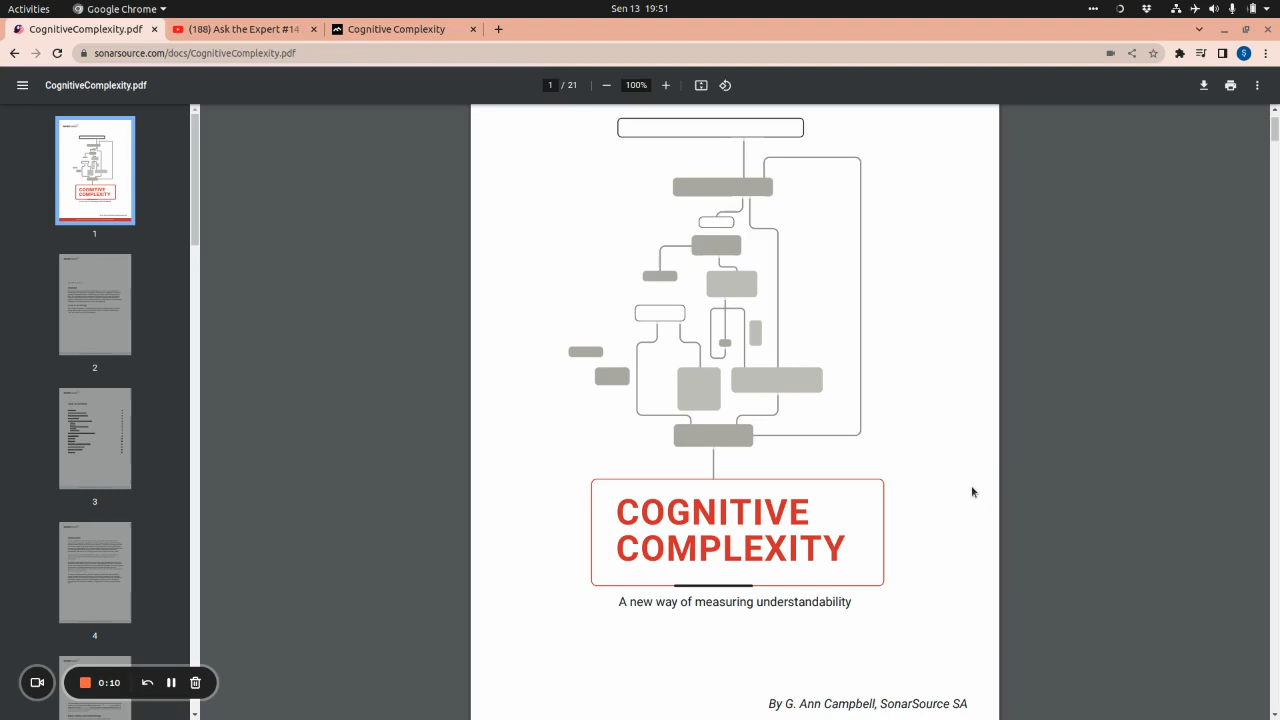 Activities
Google Chrome
Sen 13 19:51
CognitiveComplexity.pdf
(188) Ask the Expert #14
Cognitive Complexity
sonarsource.com/docs/CognitiveComplexity.pdf
S
CognitiveComplexity.pdf
1 / 21
100%
1
2
3
4
COGNITIVE
COMPLEXITY
A new way of measuring understandability
By G. Ann Campbell, SonarSource SA
0:10